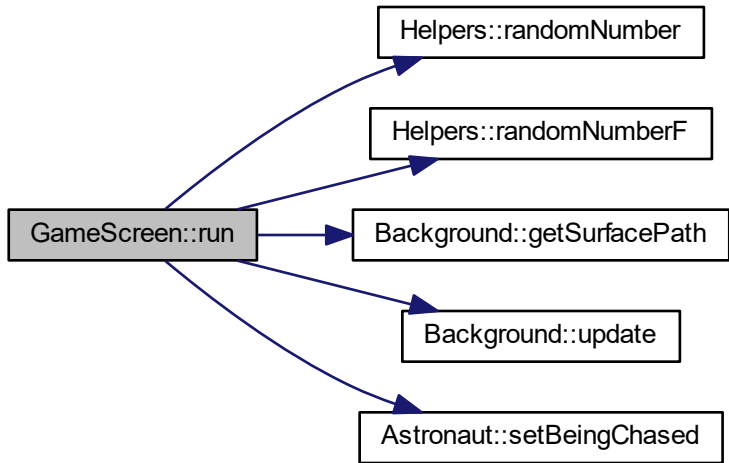 Helpers::randomNumber
Helpers::randomNumberF
GameScreen::run
Background::getSurfacePath
Background::update
Astronaut::setBeingChased